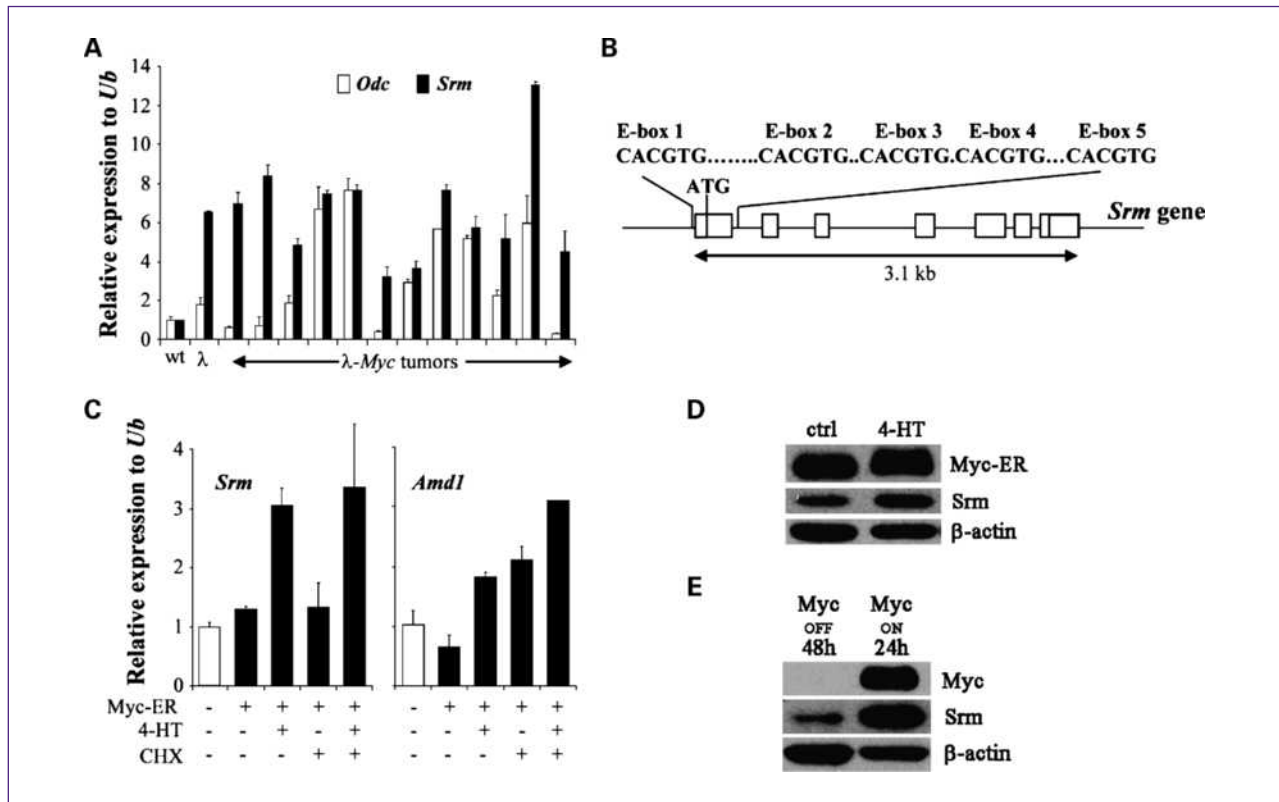 A
Relative expression to Ub
14
12
10
8
6
4
2
0
Odc
Srm
wt
λ
λ-Myc tumors
B
E-box 1 E-box 2 E-box 3 E-box 4 E-box 5
CACGTG........CACGTG..CACGTG.CACGTG...CACGTG
ATG
Srm gene
3.1 kb
C
Relative expression to Ub
4
3
2
1
0
Srm
Amd1
Myc-ER - + + + + - + + + +
4-HT - - + - + - - + - +
CHX - - - + + - - - + +
D
ctrl 4-HT
Myc-ER
Srm
β-actin
E
Myc Myc
OFF ON
48h 24h
Myc
Srm
β-actin